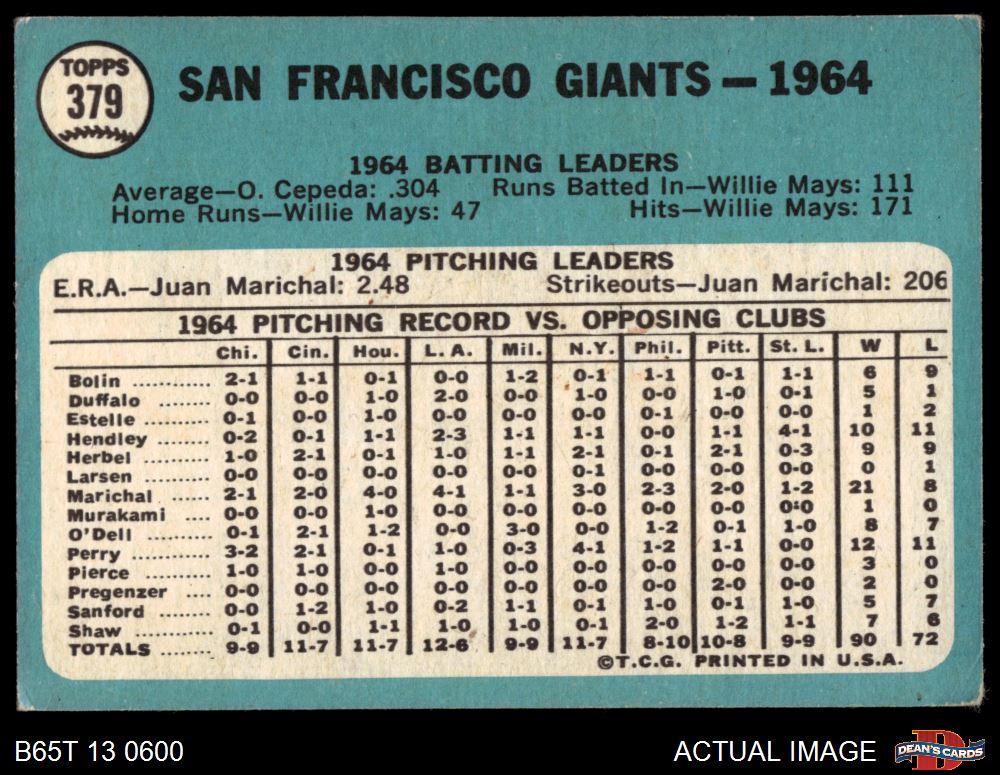 TOPPS
379
SAN FRANCISCO GIANTS — 1964
1964 BATTING LEADERS
Average—O. Cepeda: .304 Runs Batted In—Willie Mays: 111
Home Runs—Willie Mays: 47 Hits—Willie Mays: 171
1964 PITCHING LEADERS
E.R.A.—Juan Marichal: 2.48 Strikeouts—Juan Marichal: 206
1964 PITCHING RECORD VS. OPPOSING CLUBS
Chi. Cin. Hou. L. A. Mil. N.Y. Phil. Pitt. St. L. W L
Bolin ............ 2-1 1-1 0-1 0-0 1-2 0-1 1-1 0-1 1-1 6 9
Duffalo ........ 0-0 0-0 1-0 2-0 0-0 1-0 0-0 1-0 0-1 5 1
Estelle .......... 0-1 0-0 1-0 0-0 0-0 0-0 0-1 0-0 0-0 1 2
Hendley ........ 0-2 0-1 1-1 2-3 1-1 1-1 0-0 1-1 4-1 10 11
Herbel .......... 1-0 2-1 0-1 1-0 1-1 2-1 0-1 2-1 0-3 9 9
Larsen .......... 0-0 0-0 0-0 0-0 0-0 0-0 0-1 0-0 0-0 0 1
Marichal ...... 2-1 2-0 4-0 4-1 1-1 3-0 2-3 2-0 1-2 21 8
Murakami .... 0-0 0-0 1-0 0-0 0-0 0-0 0-0 0-0 0-0 1 0
O'Dell .......... 0-1 2-1 1-2 0-0 3-0 0-0 1-2 0-1 1-0 8 7
Perry ............ 3-2 2-1 0-1 1-0 0-3 4-1 1-2 1-1 0-0 12 11
Pierce .......... 1-0 1-0 0-0 1-0 0-0 0-0 0-0 0-0 0-0 3 0
Pregenzer .... 0-0 0-0 0-0 0-0 0-0 0-0 0-0 2-0 0-0 2 0
Sanford ........ 0-0 1-2 1-0 0-2 1-1 0-1 1-0 0-1 1-0 5 7
Shaw ............ 0-1 0-0 1-1 1-0 1-0 0-1 2-0 1-2 1-1 7 6
TOTALS ........ 9-9 11-7 11-7 12-6 9-9 11-7 8-10 10-8 9-9 90 72
©T.C.G. PRINTED IN U.S.A.
B65T 13 0600 ACTUAL IMAGE DEAN'S CARDS